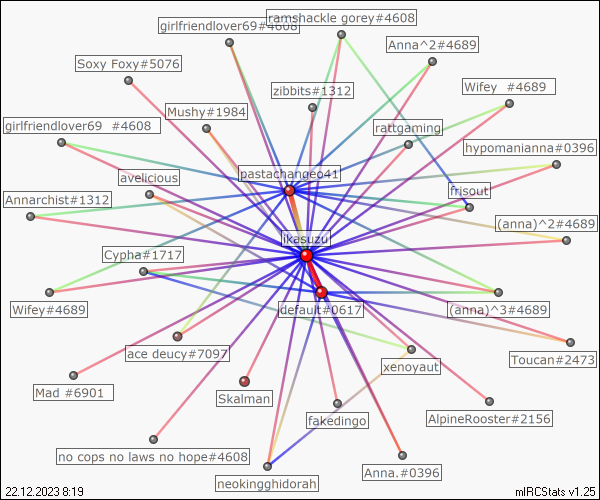 girlfriendlover69#4608
ramshackle gorey#4608
Anna^2#4689
Soxy Foxy#5076
zibbits#1312
Wifey  #4689
Mushy#1984
girlfriendlover69  #4608
rattgaming
hypomanianna#0396
pastachangeo41
avelicious
frisout
Annarchist#1312
(anna)^2#4689
ikasuzu
Cypha#1717
Wifey#4689
default#0617
(anna)^3#4689
ace deucy#7097
Toucan#2473
xenoyaut
Mad #6901
Skalman
AlpineRooster#2156
fakedingo
no cops no laws no hope#4608
Anna.#0396
neokingghidorah
22.12.2023 8:19
mIRCStats v1.25